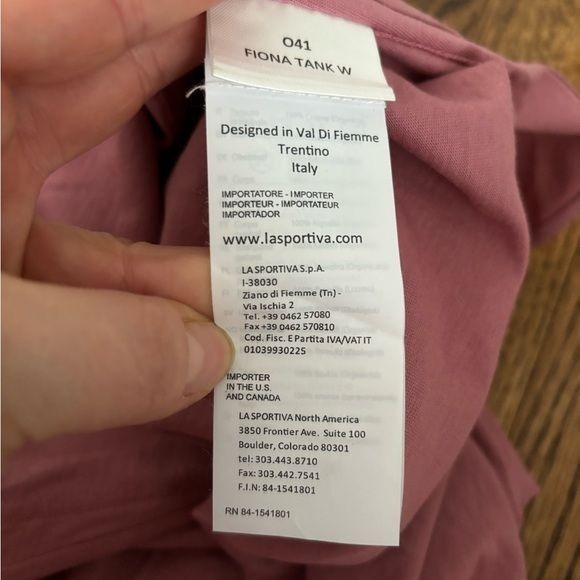 O41
FIONA TANK W
Designed in Val Di Fiemme
Trentino
Italy
IMPORTATORE - IMPORTER
IMPORTEUR - IMPORTATEUR
IMPORTADOR
www.lasportiva.com
LA SPORTIVA S.p.A.
I-38030
Ziano di Fiemme (Tn) -
Via Ischia 2
Tel. +39 0462 57080
Fax +39 0462 570810
Cod. Fisc. E Partita IVA/VAT IT
01039930225
IMPORTER
IN THE U.S.
AND CANADA
LA SPORTIVA North America
3850 Frontier Ave. Suite 100
Boulder, Colorado 80301
tel: 303.443.8710
Fax: 303.442.7541
F.I.N: 84-1541801
RN 84-1541801